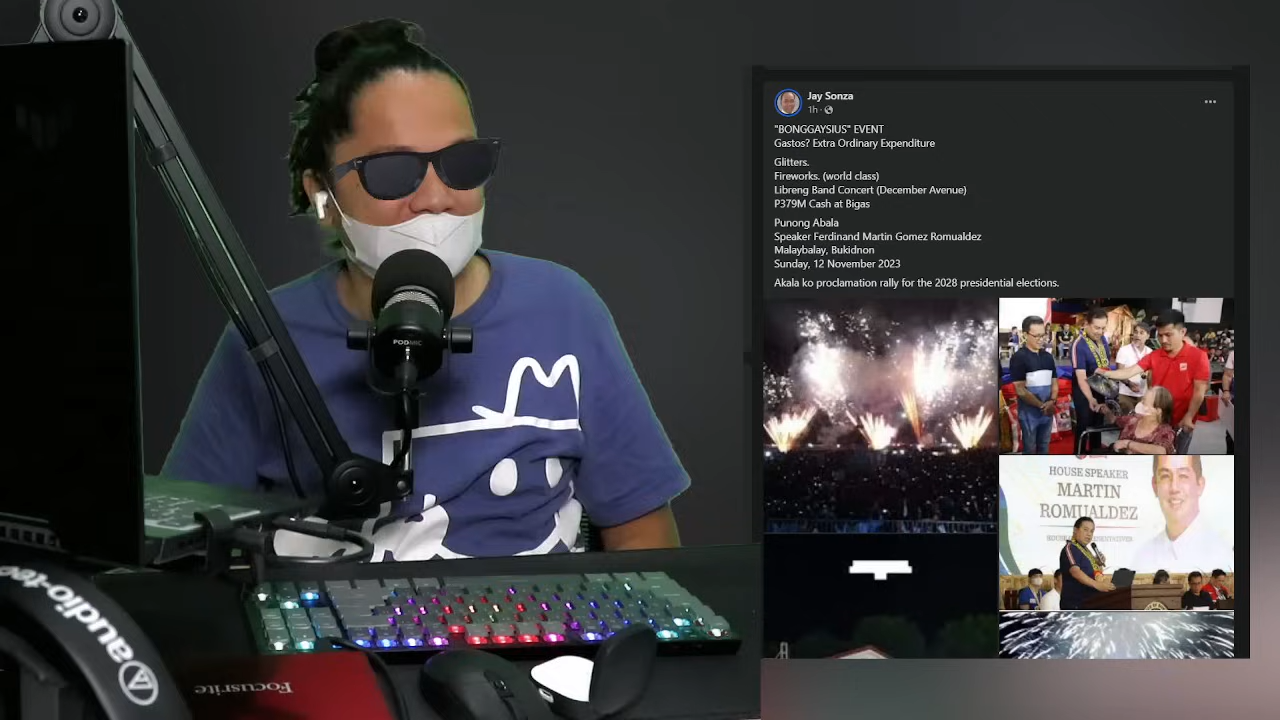 Jay Sonza
1h
"BONGGAYSIUS" EVENT
Gastos? Extra Ordinary Expenditure
Glitters.
Fireworks. (world class)
Libreng Band Concert (December Avenue)
P379M Cash at Bigas
Punong Abala
Speaker Ferdinand Martin Gomez Romualdez
Malaybalay, Bukidnon
Sunday, 12 November 2023
Akala ko proclamation rally for the 2028 presidential elections.
HOUSE SPEAKER
MARTIN
ROMUALDEZ
PODMIC
audio-tec
Focusrite